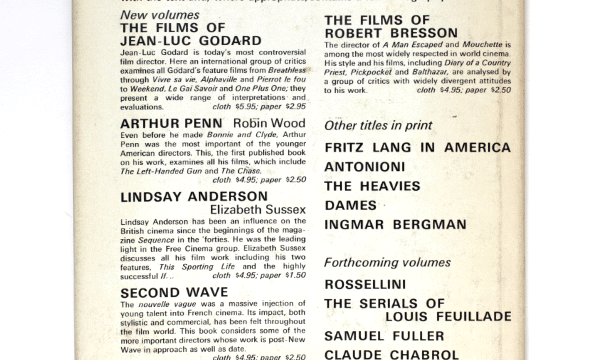 New volumes
THE FILMS OF
JEAN-LUC GODARD
Jean-Luc Godard is today's most controversial
film director. Here an international group of critics
examines all Godard's feature films from Breathless
through Vivre sa vie, Alphaville and Pierrot le fou
to Weekend, Le Gai Savoir and One Plus One; they
present a wide range of interpretations and
evaluations. cloth $5.95; paper $2.95
ARTHUR PENN Robin Wood
Even before he made Bonnie and Clyde, Arthur
Penn was the most important of the younger
American directors. This, the first published book
on his work, examines all his films, which include
The Left-Handed Gun and The Chase.
cloth $4.95; paper $2.50
LINDSAY ANDERSON
Elizabeth Sussex
Lindsay Anderson has been an influence on the
British cinema since the beginnings of the maga-
zine Sequence in the 'forties. He was the leading
light in the Free Cinema group. Elizabeth Sussex
discusses all his film work including his two
features, This Sporting Life and the highly
successful If... cloth $4.95; paper $1.50
SECOND WAVE
The nouvelle vague was a massive injection of
young talent into French cinema. Its impact, both
stylistic and commercial, has been felt throughout
the film world. This book considers some of the
more important directors whose work is post-New
Wave in approach as well as date.
cloth $4.95; paper $2.50
THE FILMS OF
ROBERT BRESSON
The director of A Man Escaped and Mouchette is
among the most widely respected in world cinema.
His style and his films, including Diary of a Country
Priest, Pickpocket and Balthazar, are analysed by
a group of critics with widely divergent attitudes
to his work. cloth $4.95; paper $2.50
Other titles in print
FRITZ LANG IN AMERICA
ANTONIONI
THE HEAVIES
DAMES
INGMAR BERGMAN
Forthcoming volumes
ROSSELLINI
THE SERIALS OF
LOUIS FEUILLADE
SAMUEL FULLER
CLAUDE CHABROL